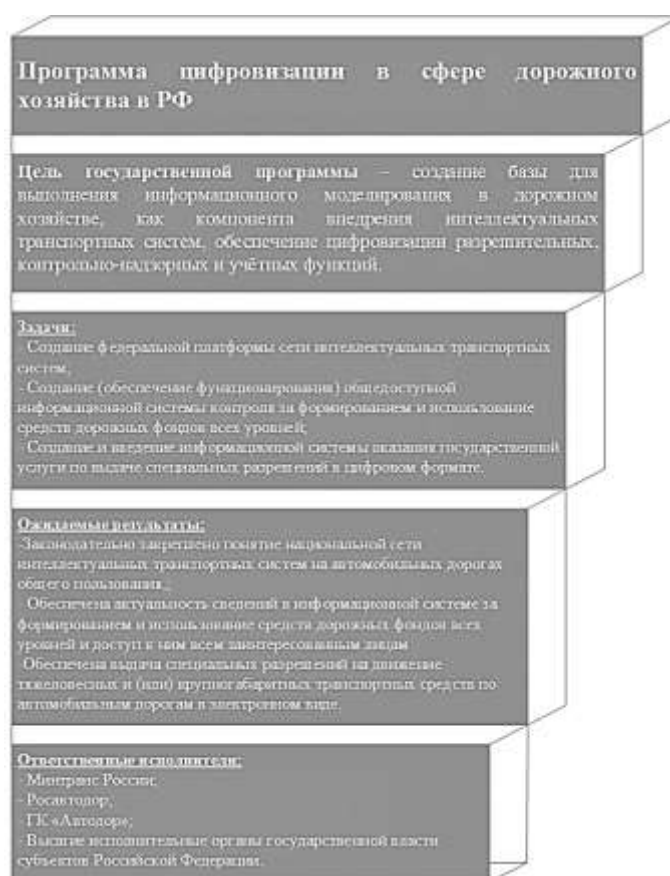 Программа цифровизации в сфере дорожного
хозяйства в РФ
Цель государственной программы – создание базы для
выполнения информационного моделирования в дорожном
хозяйстве, как компонента внедрения интеллектуальных
транспортных систем, обеспечение цифровизации разрешительных,
контрольно-надзорных и учётных функций.
Задачи:
- Создание федеральной платформы сети интеллектуальных транспортных
систем;
- Создание (обеспечение функционирования) общедоступной
информационной системы контроля за формированием и использование
средств дорожных фондов всех уровней;
- Создание и введение информационной системы оказания государственной
услуги по выдаче специальных разрешений в цифровом формате.
Ожидаемые результаты:
-Законодательно закреплено понятие национальной сети
интеллектуальных транспортных систем на автомобильных дорогах
общего пользования;
- Обеспечена актуальность сведений в информационной системе за
формированием и использование средств дорожных фондов всех
уровней и доступ к ним всем заинтересованным лицам
-Обеспечена выдача специальных разрешений на движение
тяжеловесных и (или) крупногабаритных транспортных средств по
автомобильным дорогам в электронном виде.
Ответственные исполнители:
- Минтранс России;
- Росавтодор;
- ГК «Автодор»;
- Высшие исполнительные органы государственной власти
субъектов Российской Федерации.